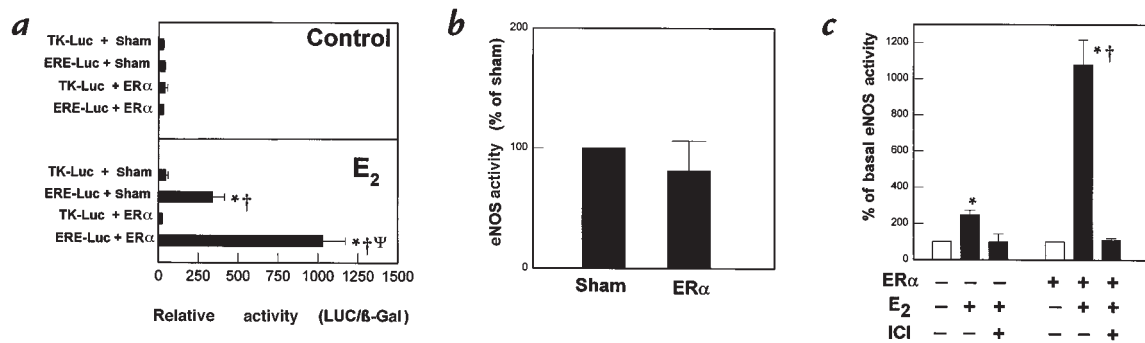 a
Control
TK-Luc + Sham
ERE-Luc + Sham
TK-Luc + ERα
ERE-Luc + ERα
E2
TK-Luc + Sham
ERE-Luc + Sham
*†
TK-Luc + ERα
ERE-Luc + ERα
*†Ψ
0 250 500 750 1000 1250 1500
Relative activity (LUC/ß-Gal)
b
eNOS activity (% of sham)
200
100
0
Sham ERα
c
% of basal eNOS activity
1200
1000
800
600
400
200
0
*
*†
ERα – – – + + +
E2 – + + – + +
ICI – – + – – +